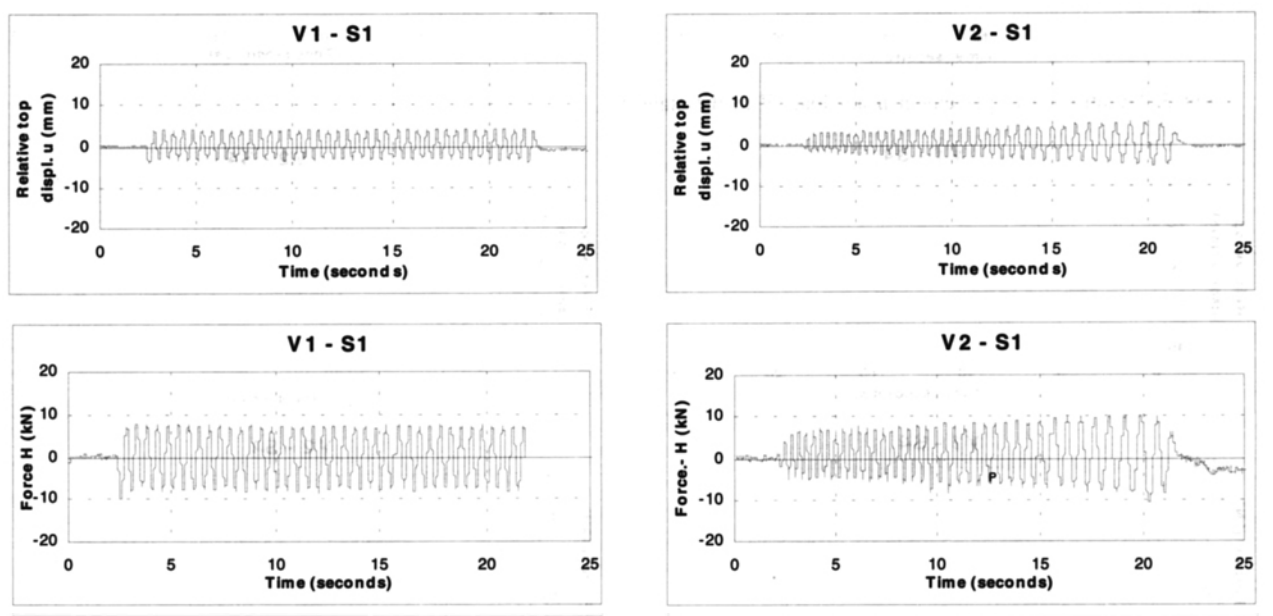 V1 - S1
20
10
0
-10
-20
Relative top
displ. u (mm)
0 5 10 15 20 25
Time (seconds)
V2 - S1
20
10
0
-10
-20
Relative top
displ. u (mm)
0 5 10 15 20 25
Time (seconds)
V1 - S1
20
10
0
-10
-20
Force H (kN)
0 5 10 15 20 25
Time (seconds)
V2 - S1
20
10
0
-10
-20
Force.- H (kN)
P
0 5 10 15 20 25
Time (seconds)